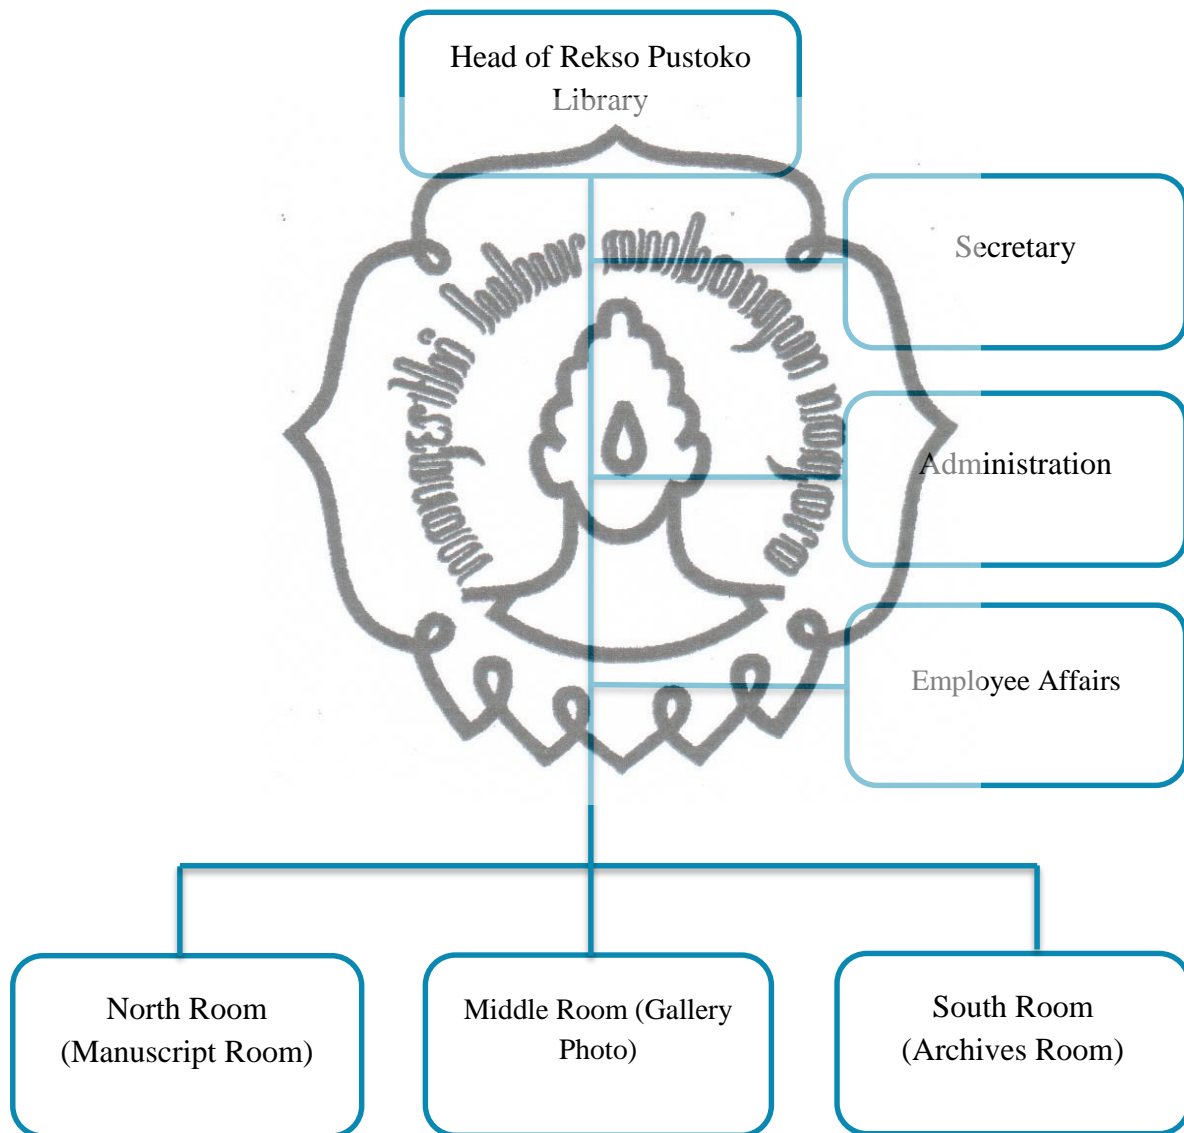 Head of Rekso Pustoko
Library
Secretary
Administration
Employee Affairs
North Room
(Manuscript Room)
Middle Room (Gallery
Photo)
South Room
(Archives Room)